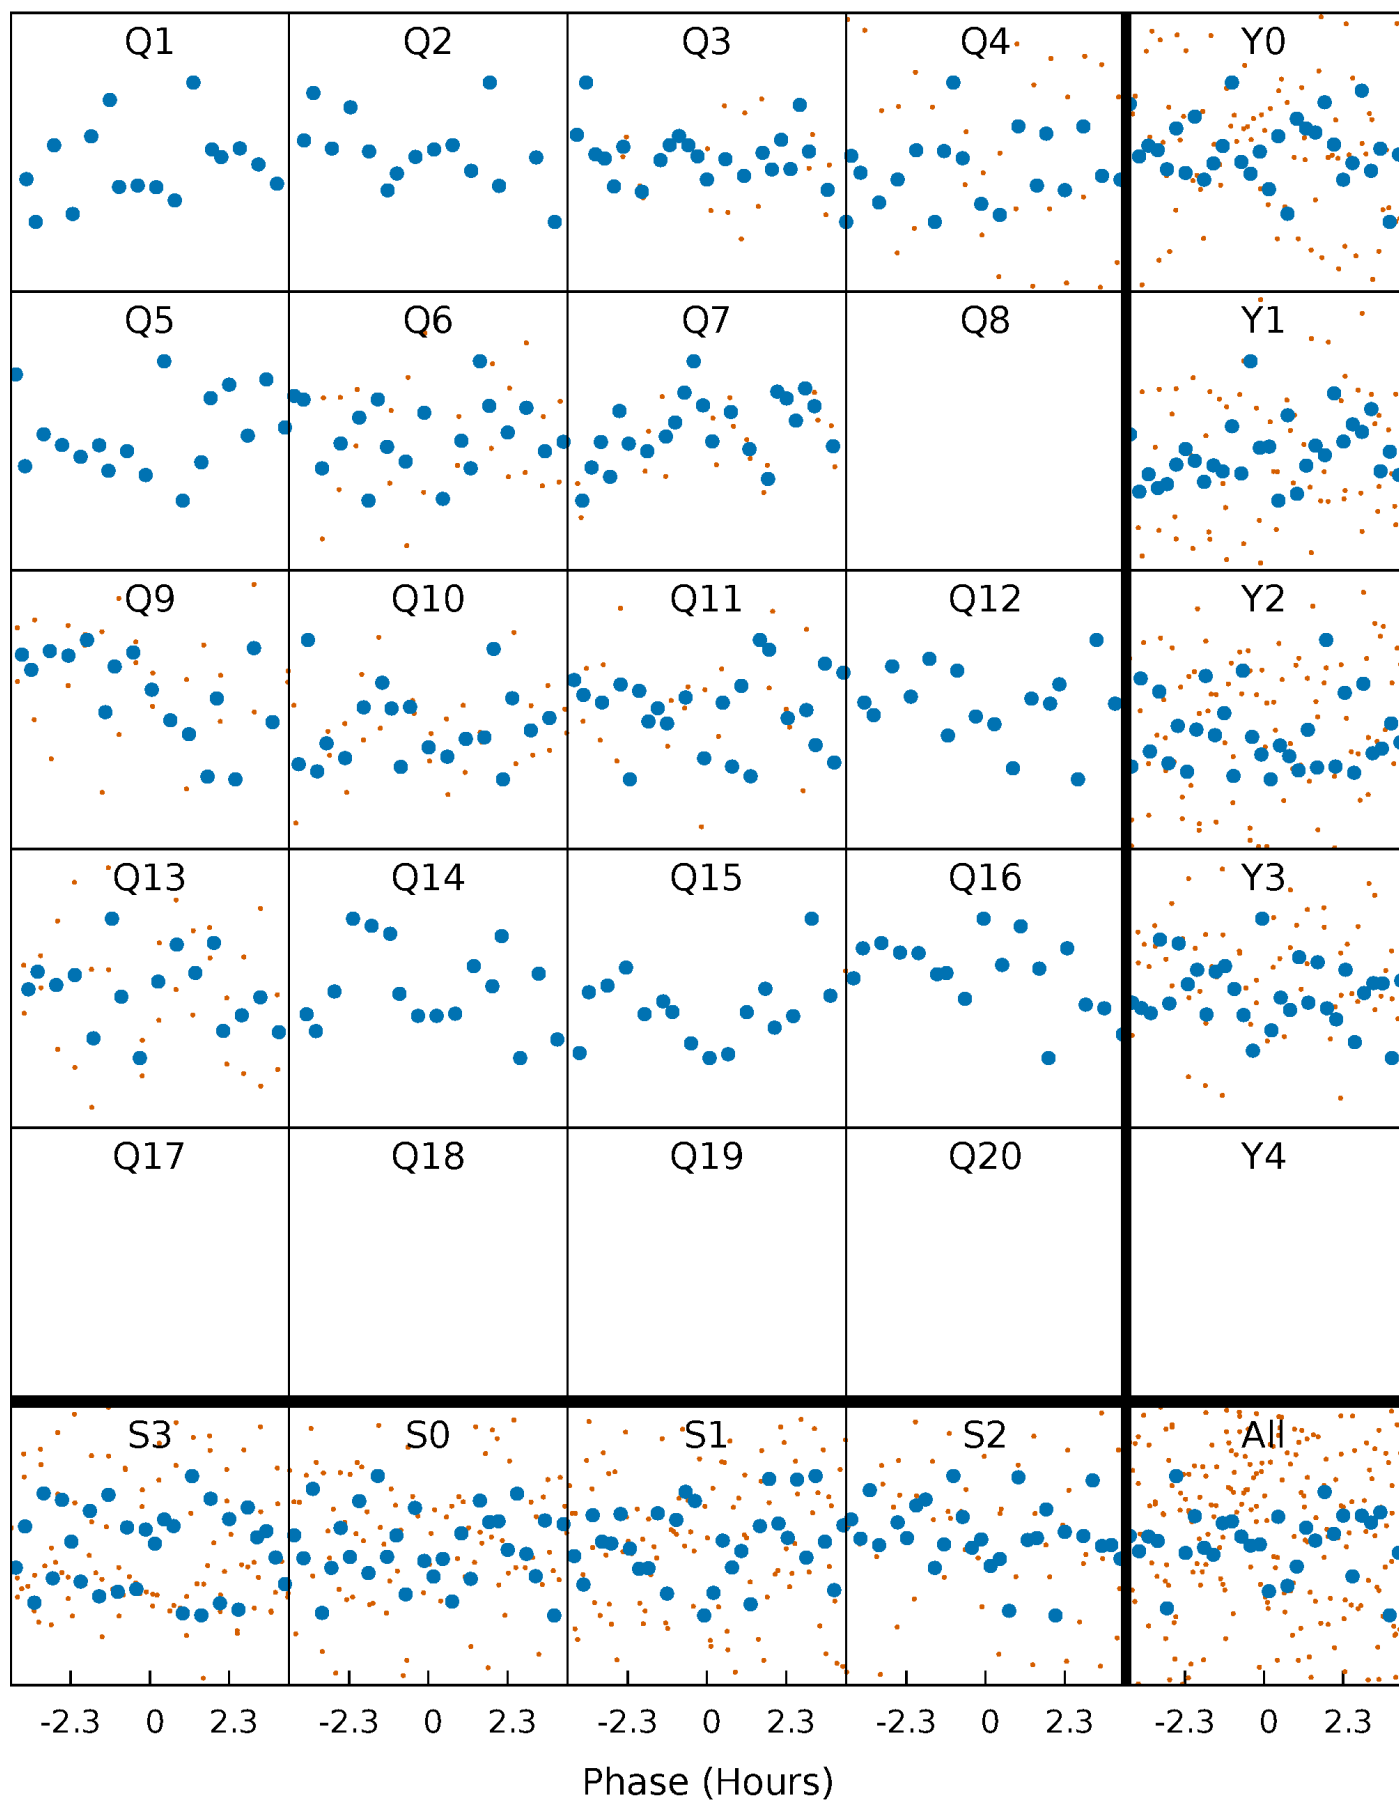 Q1 Q2 Q3 Q4 Y0
Q5 Q6 Q7 Q8 Y1
Q9 Q10 Q11 Q12 Y2
Q13 Q14 Q15 Q16 Y3
Q17 Q18 Q19 Q20 Y4
S3 S0 S1 S2 All
-2.3 0 2.3 -2.3 0 2.3 -2.3 0 2.3 -2.3 0 2.3 -2.3 0 2.3
Phase (Hours)